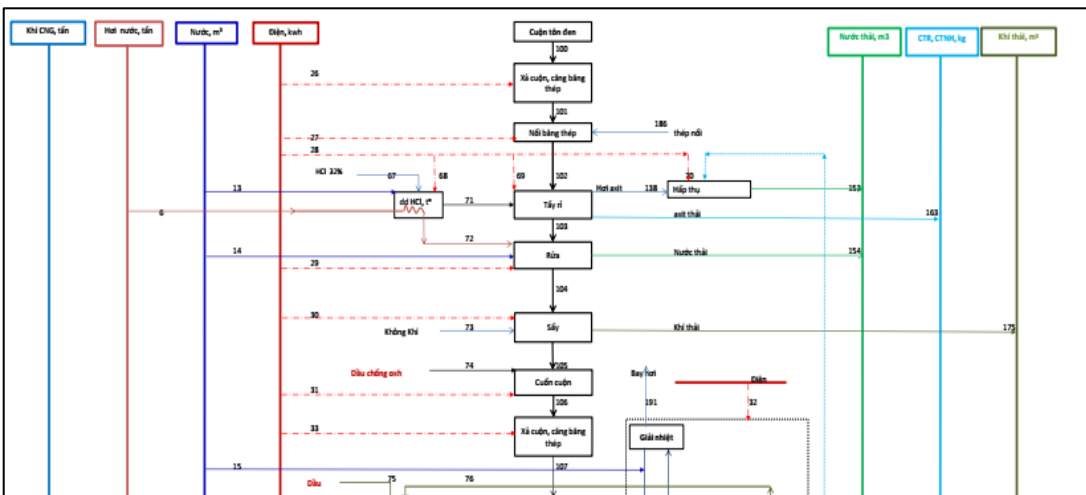 Khí CNG, tấn
Hơi nước, tấn
Nước, m³
Điện, kwh
Cuộn tôn đen
Nước thải, m3
CTR, CTNH, kg
Khí thải, m³
100
26
Xả cuộn, căng băng thép
101
186
27
Nối băng thép
thép nối
28
HCl 32%
67
68
69
102
70
13
Hơi axit
138
Hấp thụ
153
dd HCl, t°
71
Tẩy rỉ
6
axit thải
163
103
72
14
Rửa
Nước thải
154
29
104
30
Không Khí
73
Sấy
Khí thải
175
74
105
Dầu chống oxh
Cuốn cuộn
Bay hơi
Điện
31
106
191
32
33
Xả cuộn, căng băng thép
Giải nhiệt
107
15
Dầu
75
76